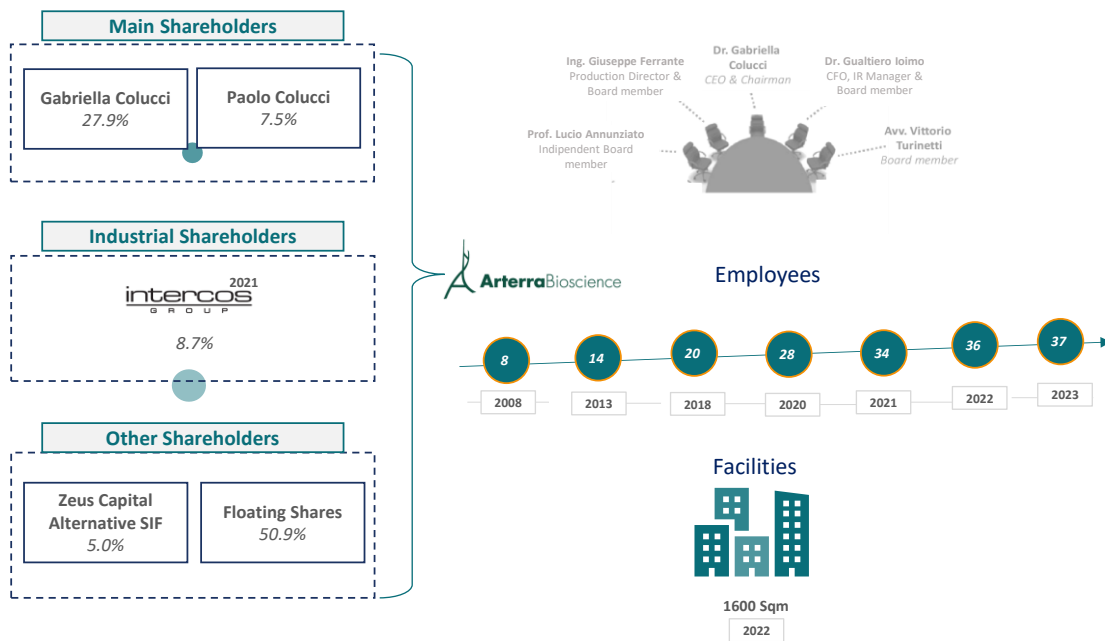 Main Shareholders
Gabriella Colucci
27.9%
Paolo Colucci
7.5%
Industrial Shareholders
2021
intercos
GROUP
8.7%
Other Shareholders
Zeus Capital
Alternative SIF
5.0%
Floating Shares
50.9%
Dr. Gabriella
Colucci
CEO & Chairman
Ing. Giuseppe Ferrante
Production Director &
Board member
Dr. Gualtiero Ioimo
CFO, IR Manager &
Board member
Prof. Lucio Annunziato
Indipendent Board
member
Avv. Vittorio
Turinetti
Board member
ArterraBioscience
Employees
8
14
20
28
34
36
37
2008
2013
2018
2020
2021
2022
2023
Facilities
1600 Sqm
2022